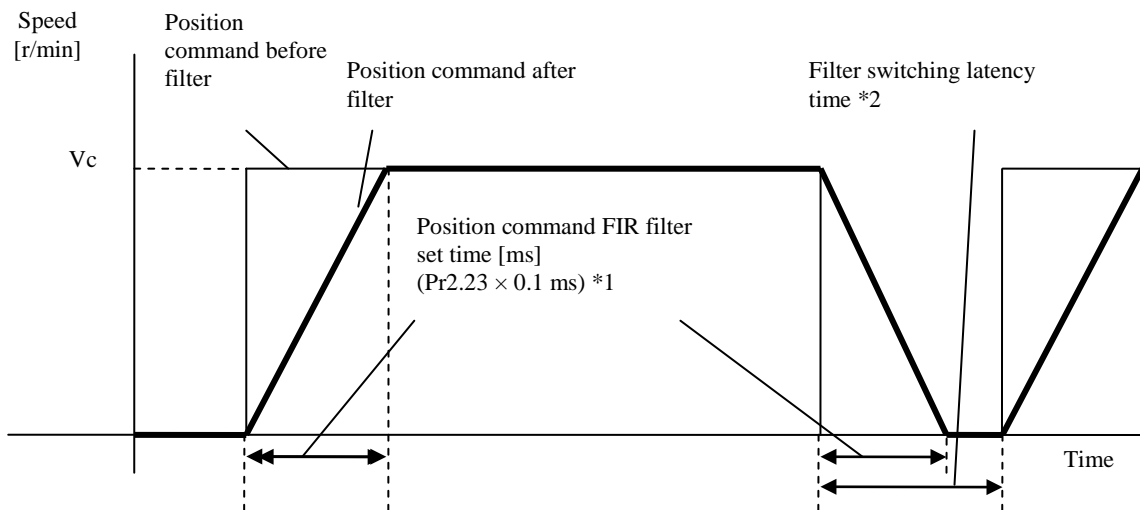 Speed
[r/min]
Position
command before
filter
Position command after
filter
Filter switching latency
time *2
Vc
Position command FIR filter
set time [ms]
(Pr2.23 × 0.1 ms) *1
Time